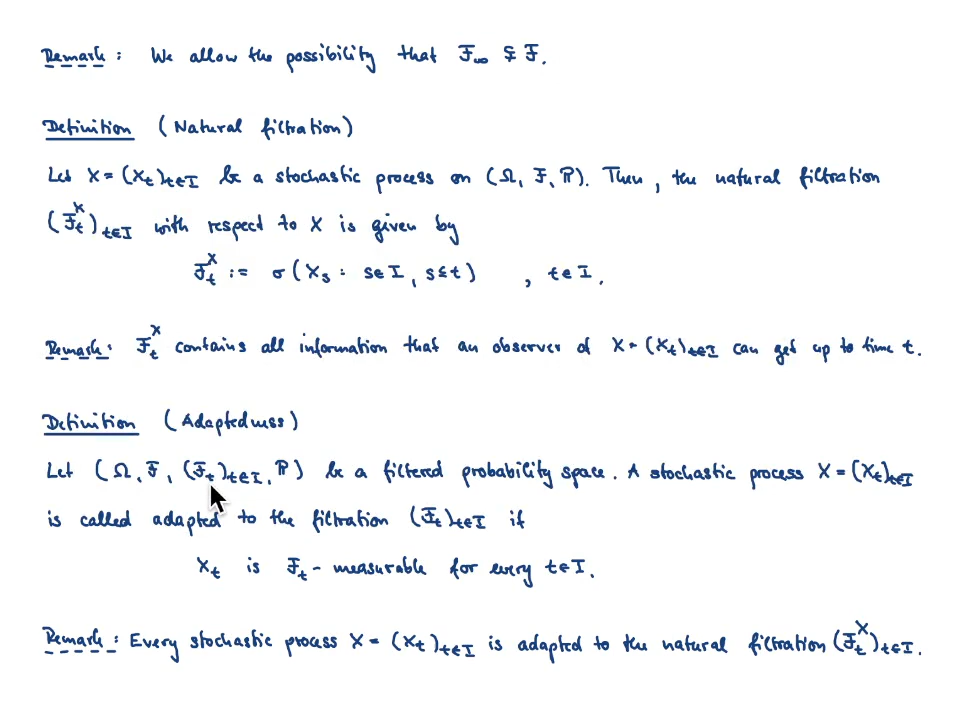 Remark : We allow the possibility that ℱ∞ ⊊ ℱ.
Definition (Natural filtration)
Let X = (Xₜ)ₜ∈I be a stochastic process on (Ω, ℱ, ℙ). Then, the natural filtration
(ℱₜˣ)ₜ∈I with respect to X is given by
ℱₜˣ := σ(Xₛ : s∈I, s≤t) , t∈I.
Remark : ℱₜˣ contains all information that an observer of X = (Xₜ)ₜ∈I can get up to time t.
Definition (Adaptedness)
Let (Ω, ℱ, (ℱₜ)ₜ∈I, ℙ) be a filtered probability space. A stochastic process X = (Xₜ)ₜ∈I
is called adapted to the filtration (ℱₜ)ₜ∈I if
Xₜ is ℱₜ - measurable for every t∈I.
Remark : Every stochastic process X = (Xₜ)ₜ∈I is adapted to the natural filtration (ℱₜˣ)ₜ∈I.